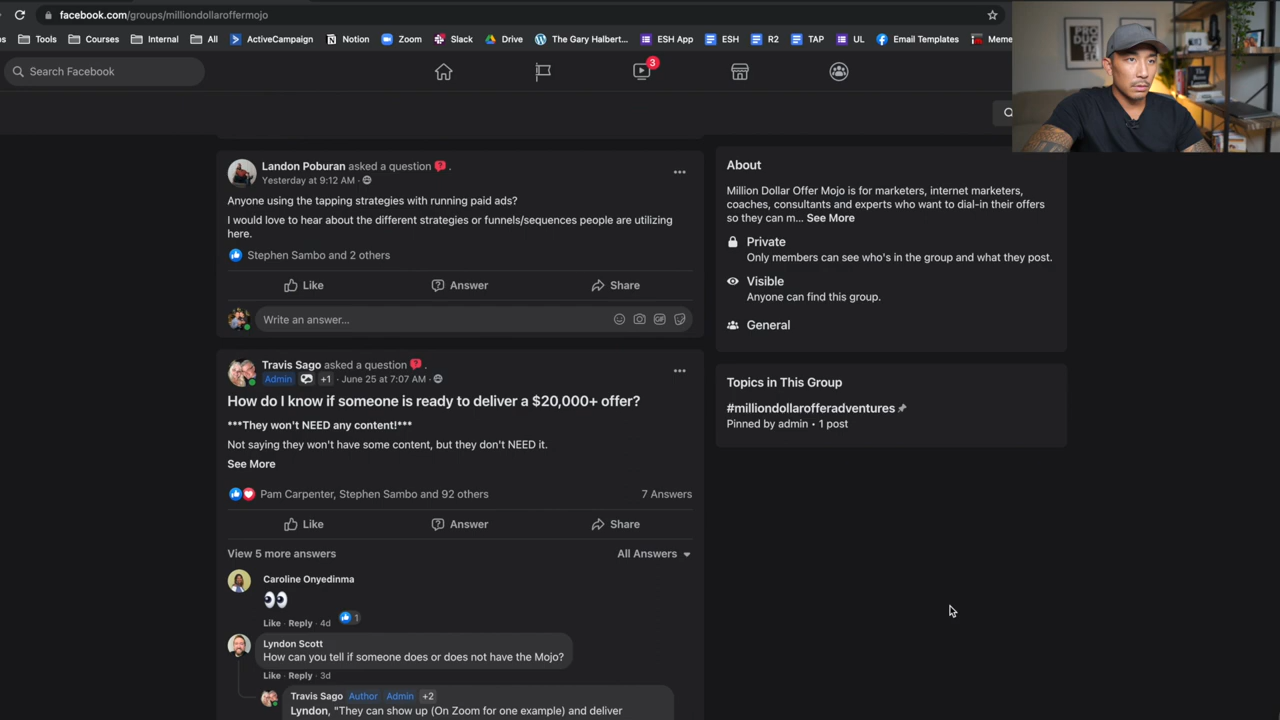 facebook.com/groups/milliondollaroffermojo
Tools Courses Internal All ActiveCampaign Notion Zoom Slack Drive The Gary Halbert... ESH App ESH R2 TAP UL Email Templates Meme
Search Facebook
3
Landon Poburan asked a question .
Yesterday at 9:12 AM ·
Anyone using the tapping strategies with running paid ads?
I would love to hear about the different strategies or funnels/sequences people are utilizing
here.
Stephen Sambo and 2 others
Like Answer Share
Write an answer...
Travis Sago asked a question .
Admin +1 · June 25 at 7:07 AM ·
How do I know if someone is ready to deliver a $20,000+ offer?
***They won't NEED any content!***
Not saying they won't have some content, but they don't NEED it.
See More
Pam Carpenter, Stephen Sambo and 92 others 7 Answers
Like Answer Share
View 5 more answers All Answers
Caroline Onyedinma
👀
Like · Reply · 4d 1
Lyndon Scott
How can you tell if someone does or does not have the Mojo?
Like · Reply · 3d
Travis Sago Author Admin +2
Lyndon, "They can show up (On Zoom for one example) and deliver
About
Million Dollar Offer Mojo is for marketers, internet marketers,
coaches, consultants and experts who want to dial-in their offers
so they can m... See More
Private
Only members can see who's in the group and what they post.
Visible
Anyone can find this group.
General
Topics in This Group
#milliondollarofferadventures
Pinned by admin · 1 post